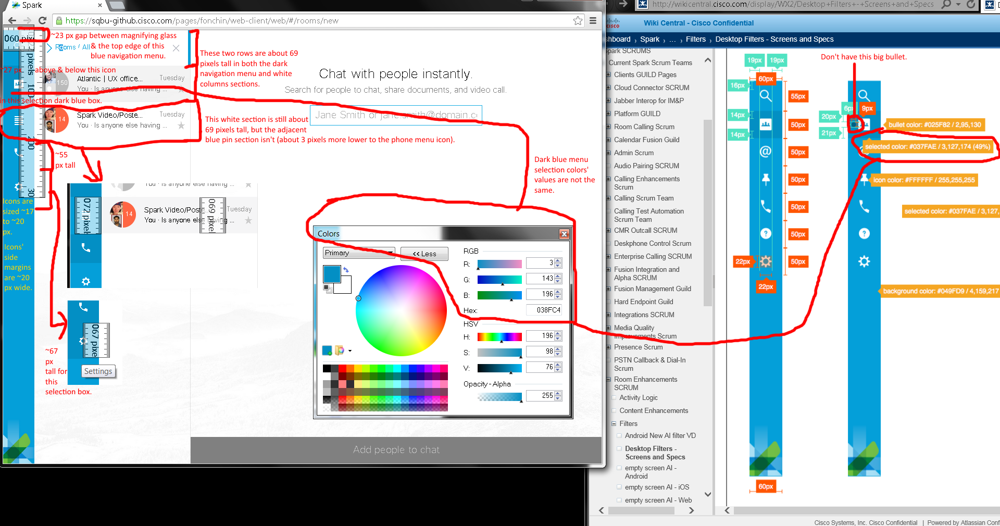 Spark
https://sqbu-github.cisco.com/pages/fonchin/web-client/web/#/rooms/new
060
~23 px gap between magnifying glass
& the top edge of this
blue navigation menu.
Rooms / All
pixels 100
200
30
~27 px above & below this icon
in this selection dark blue box.
150
Atlantic | UX office...
Tuesday
You · Is anyone else having
14
Spark Video/Poste...
Tuesday
You · Is anyone else having ...
These two rows are about 69
pixels tall in both the dark
navigation menu and white
columns sections.
This white section is still about
69 pixels tall, but the adjacent
blue pin section isn't (about 3 pixels more lower to the phone menu icon).
Chat with people instantly.
Search for people to chat, share documents, and video call.
Jane Smith or jane.smith@domain.c
~55
px tall
Dark blue menu
selection colors'
values are not the
same.
Icons are
sized ~17
to ~20
px.
Icons'
side
margins
are ~20
px wide.
You · Is anyone else having ...
072 pixels
14
Spark Video/Poste...
Tuesday
You · Is anyone else having ...
069 pixel
067 pixe
Settings
~67
px
tall for
this
selection box.
Colors
Primary
<< Less
RGB
R: 3
G: 143
B: 196
Hex: 038FC4
HSV
H: 196
S: 98
V: 76
Opacity - Alpha
255
Add people to chat
http://wikicentral.cisco.com/display/WX2/Desktop+Filters+-+Screens+and+Specs
cisco
Wiki Central - Cisco Confidential
shboard › Spark › ... › Filters › Desktop Filters - Screens and Specs
Spark SCRUMS
Current Spark Scrum Teams
Clients GUILD Pages
Cloud Connector SCRUM
Jabber Interop for IM&P
Platform GUILD
Room Calling Scrum
Calendar Fusion Guild
Admin Scrum
Audio Pairing SCRUM
Calling Enhancements
Scrum
Calling Scrum Team
Calling Test Automation
Scrum Team
CMR Outcall SCRUM
Deskphone Control Scrum
Enterprise Calling SCRUM
Fusion Integration and
Alpha SCRUM
Fusion Management Guild
Hard Endpoint Guild
Integrations SCRUM
Media Quality
Improvements Scrum
Presence Scrum
PSTN Callback & Dial-In
Scrum
Room Enhancements
SCRUM
Activity Logic
Content Enhancements
Filters
Android New AI filter VD
Desktop Filters -
Screens and Specs
empty screen AI -
Android
empty screen AI - iOS
empty screen AI - Web
Don't have this big bullet.
19px
19px
60px
16px
55px
14px
50px
14px
50px
50px
50px
50px
22px
50px
22px
60px
6px
9px
20px
21px
bullet color: #025F82 / 2,95,130
selected color: #037FAE / 3,127,174 (49%)
icon color: #FFFFFF / 255,255,255
selected color: #037FAE / 3,127,
background color: #049FD9 / 4,159,217
Cisco Systems, Inc. Cisco Confidential | Powered by Atlassian Conf